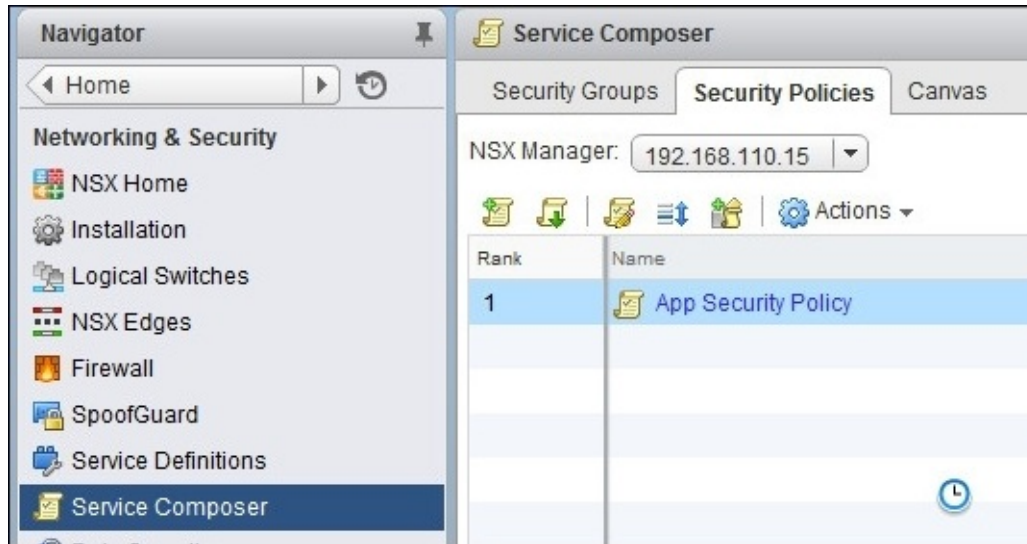 Navigator
Home
Networking & Security
NSX Home
Installation
Logical Switches
NSX Edges
Firewall
SpoofGuard
Service Definitions
Service Composer
Service Composer
Security Groups Security Policies Canvas
NSX Manager: 192.168.110.15
Actions
Rank Name
1 App Security Policy